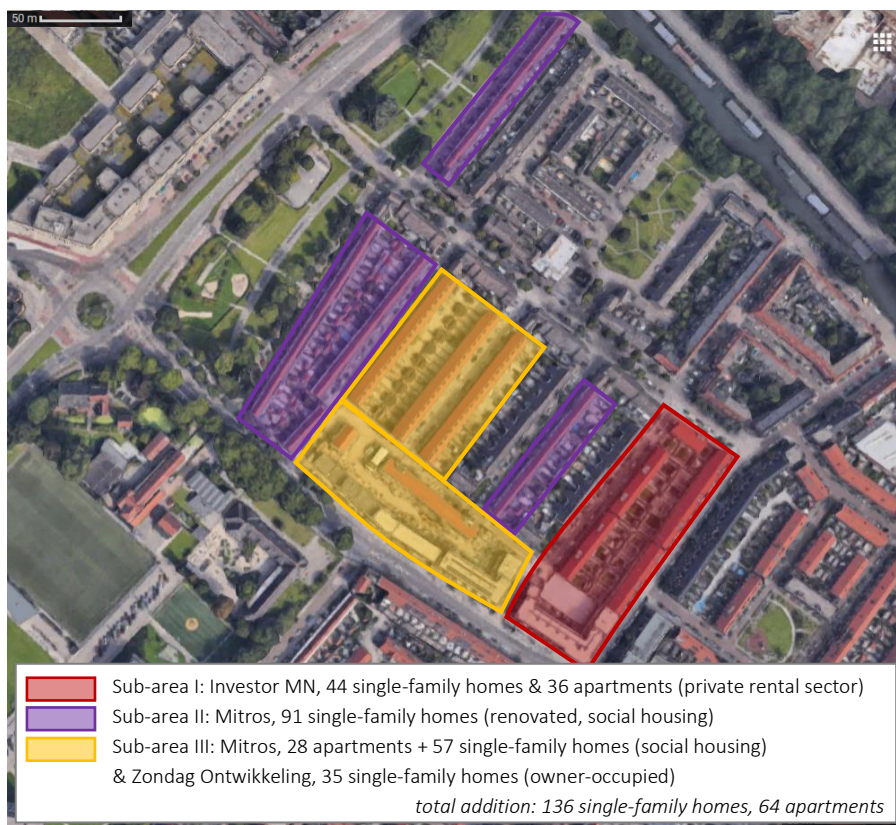 50 m
Sub-area I: Investor MN, 44 single-family homes & 36 apartments (private rental sector)
Sub-area II: Mitros, 91 single-family homes (renovated, social housing)
Sub-area III: Mitros, 28 apartments + 57 single-family homes (social housing)
& Zondag Ontwikkeling, 35 single-family homes (owner-occupied)
total addition: 136 single-family homes, 64 apartments